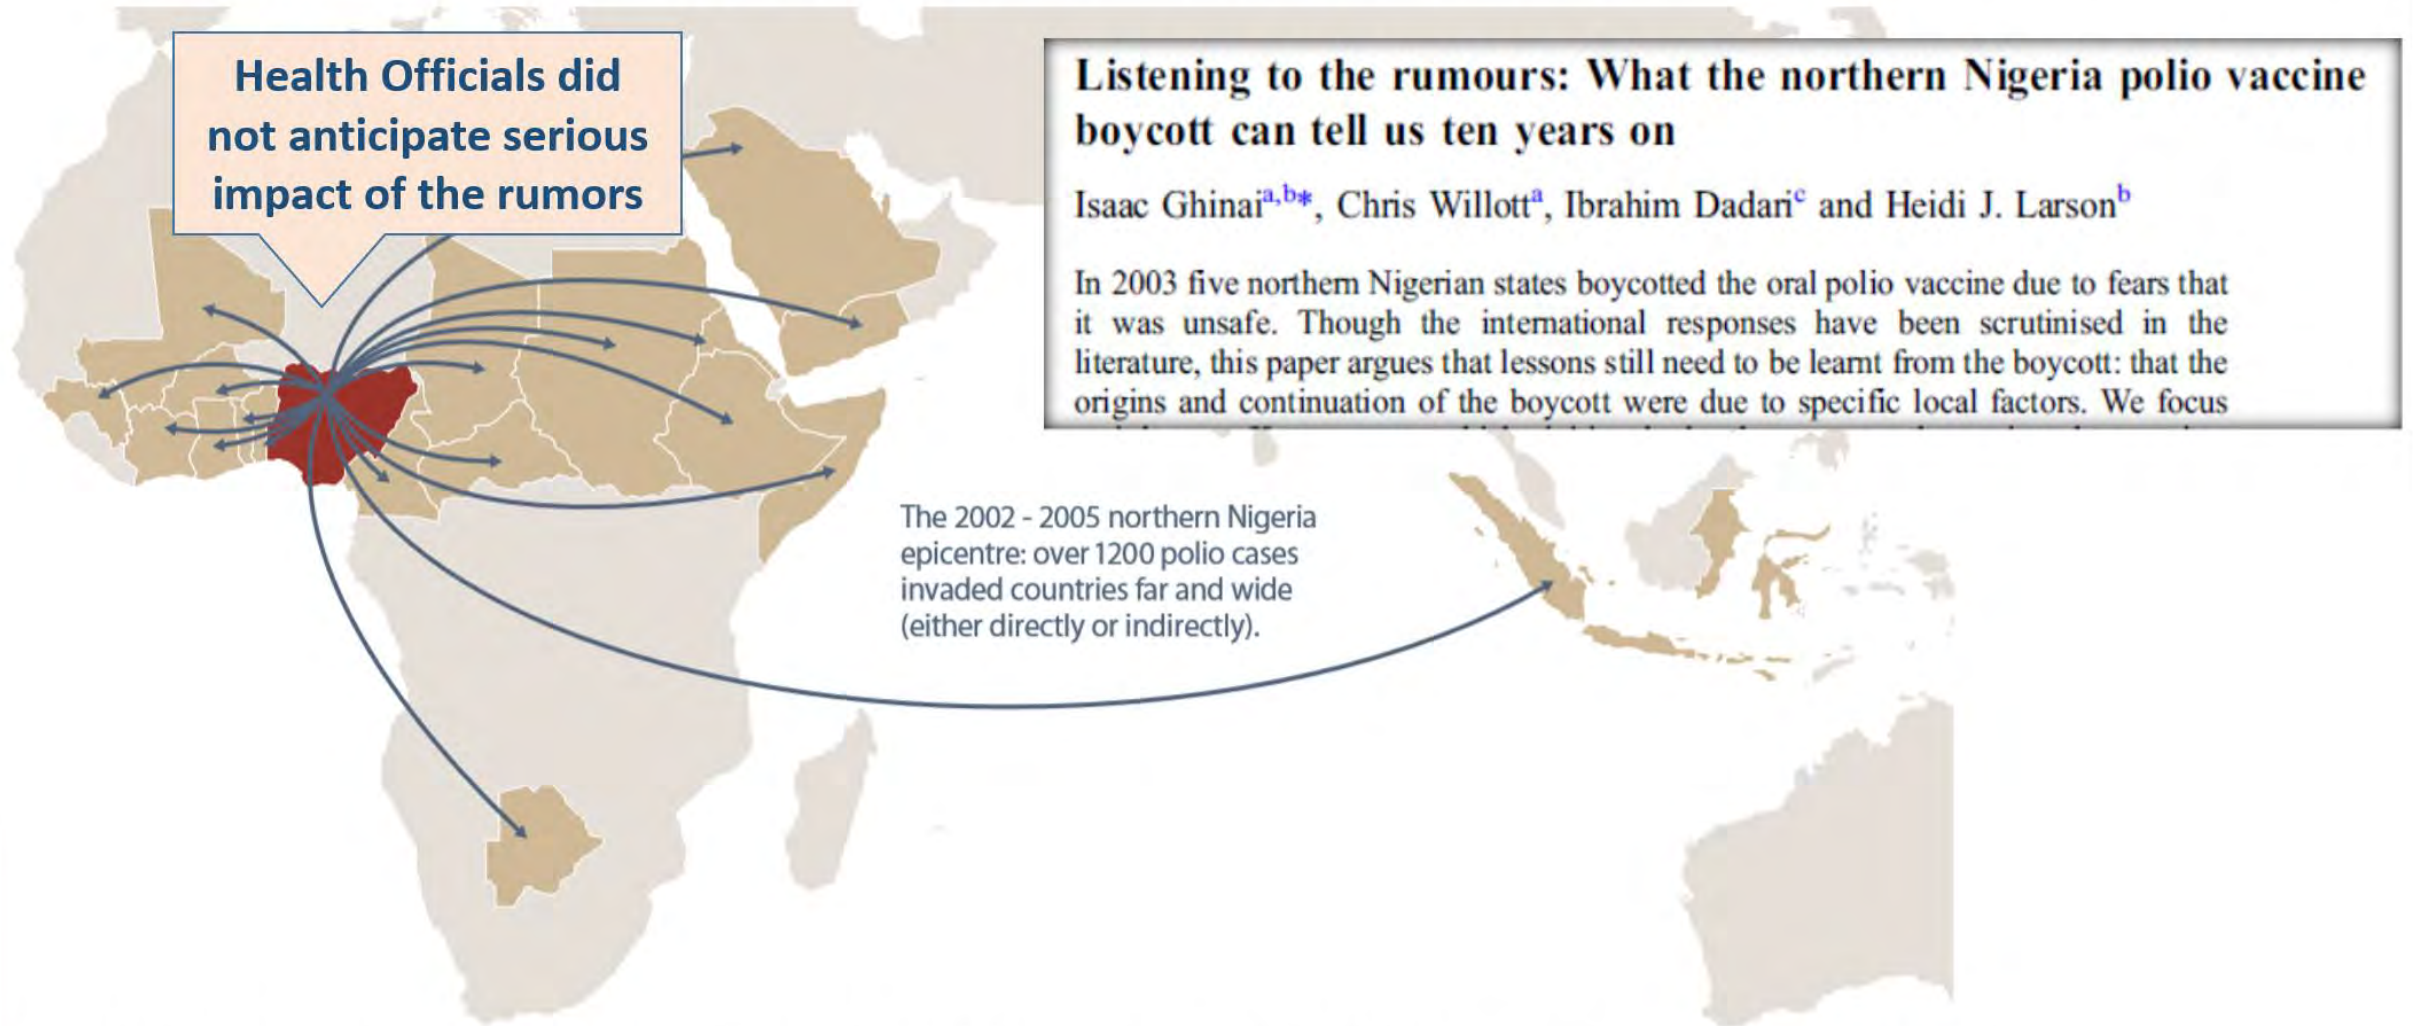 Health Officials did
not anticipate serious
impact of the rumors
Listening to the rumours: What the northern Nigeria polio vaccine
boycott can tell us ten years on
Isaac Ghinaia,b*, Chris Willotta, Ibrahim Dadaric and Heidi J. Larsonb
In 2003 five northern Nigerian states boycotted the oral polio vaccine due to fears that
it was unsafe. Though the international responses have been scrutinised in the
literature, this paper argues that lessons still need to be learnt from the boycott: that the
origins and continuation of the boycott were due to specific local factors. We focus
The 2002 - 2005 northern Nigeria
epicentre: over 1200 polio cases
invaded countries far and wide
(either directly or indirectly).